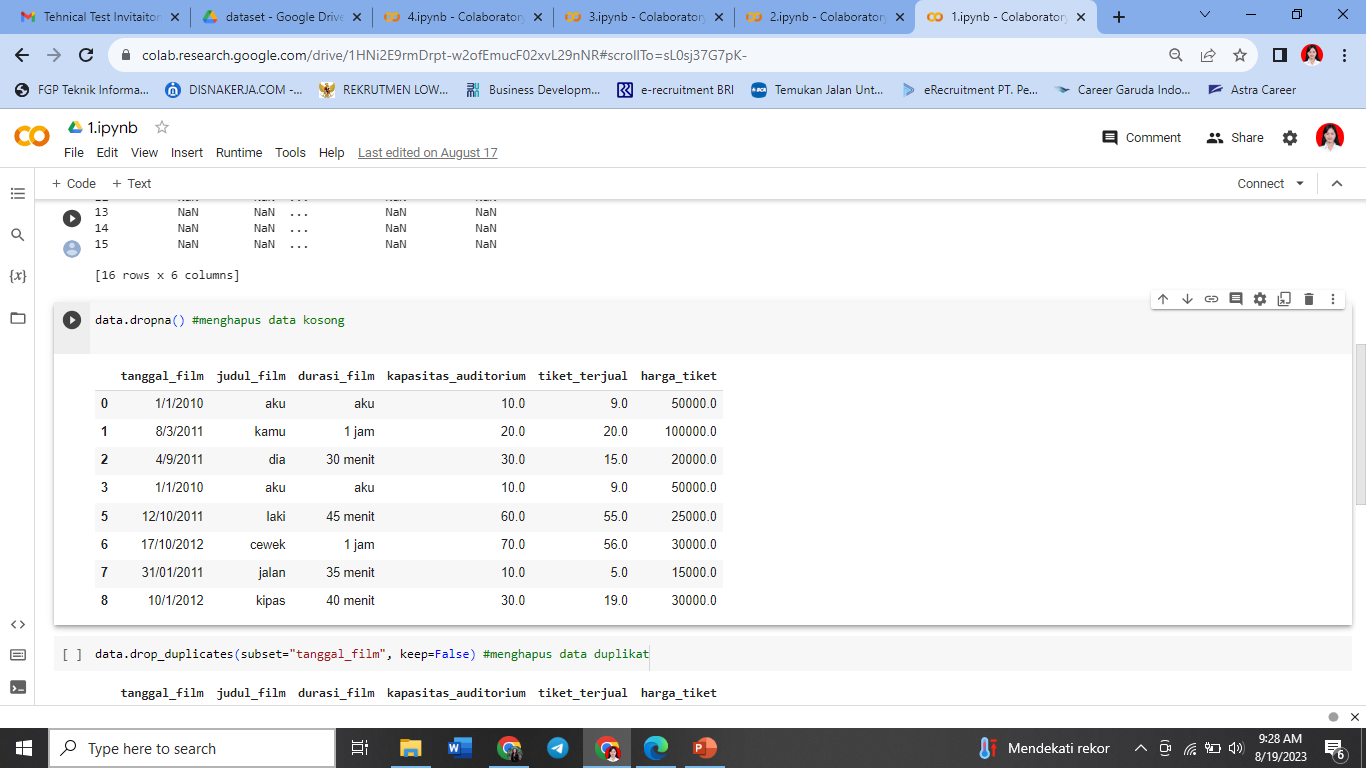 Tehnical Test Invitaiton
dataset - Google Drive
4.ipynb - Colaboratory
3.ipynb - Colaboratory
2.ipynb - Colaboratory
1.ipynb - Colaboratory
colab.research.google.com/drive/1HNi2E9rmDrpt-w2ofEmucF02xvL29nNR#scrollTo=sL0sj37G7pK-
FGP Teknik Informa... DISNAKERJA.COM -... REKRUTMEN LOW... Business Developm... e-recruitment BRI Temukan Jalan Unt... eRecruitment PT. Pe... Career Garuda Indo... Astra Career
1.ipynb
Comment Share
File Edit View Insert Runtime Tools Help Last edited on August 17
+ Code + Text Connect
13 NaN NaN ... NaN NaN
14 NaN NaN ... NaN NaN
15 NaN NaN ... NaN NaN
{x}
[16 rows x 6 columns]
data.dropna() #menghapus data kosong
tanggal_film judul_film durasi_film kapasitas_auditorium tiket_terjual harga_tiket
0 1/1/2010 aku aku 10.0 9.0 50000.0
1 8/3/2011 kamu 1 jam 20.0 20.0 100000.0
2 4/9/2011 dia 30 menit 30.0 15.0 20000.0
3 1/1/2010 aku aku 10.0 9.0 50000.0
5 12/10/2011 laki 45 menit 60.0 55.0 25000.0
6 17/10/2012 cewek 1 jam 70.0 56.0 30000.0
7 31/01/2011 jalan 35 menit 10.0 5.0 15000.0
8 10/1/2012 kipas 40 menit 30.0 19.0 30000.0
[ ] data.drop_duplicates(subset="tanggal_film", keep=False) #menghapus data duplikat
tanggal_film judul_film durasi_film kapasitas_auditorium tiket_terjual harga_tiket
Type here to search
Mendekati rekor
9:28 AM
8/19/2023
6